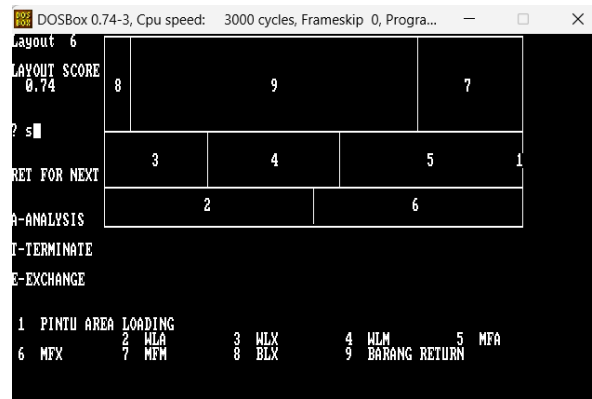 DOSBox 0.74-3, Cpu speed: 3000 cycles, Frameskip 0, Progra...
Layout 6
LAYOUT SCORE
0.74
8 9 7
? s
3 4 5 1
RET FOR NEXT
2 6
A-ANALYSIS
T-TERMINATE
E-EXCHANGE
1 PINTU AREA LOADING
2 WLA 3 WLX 4 WLM 5 MFA
6 MFX 7 MFM 8 BLX 9 BARANG RETURN